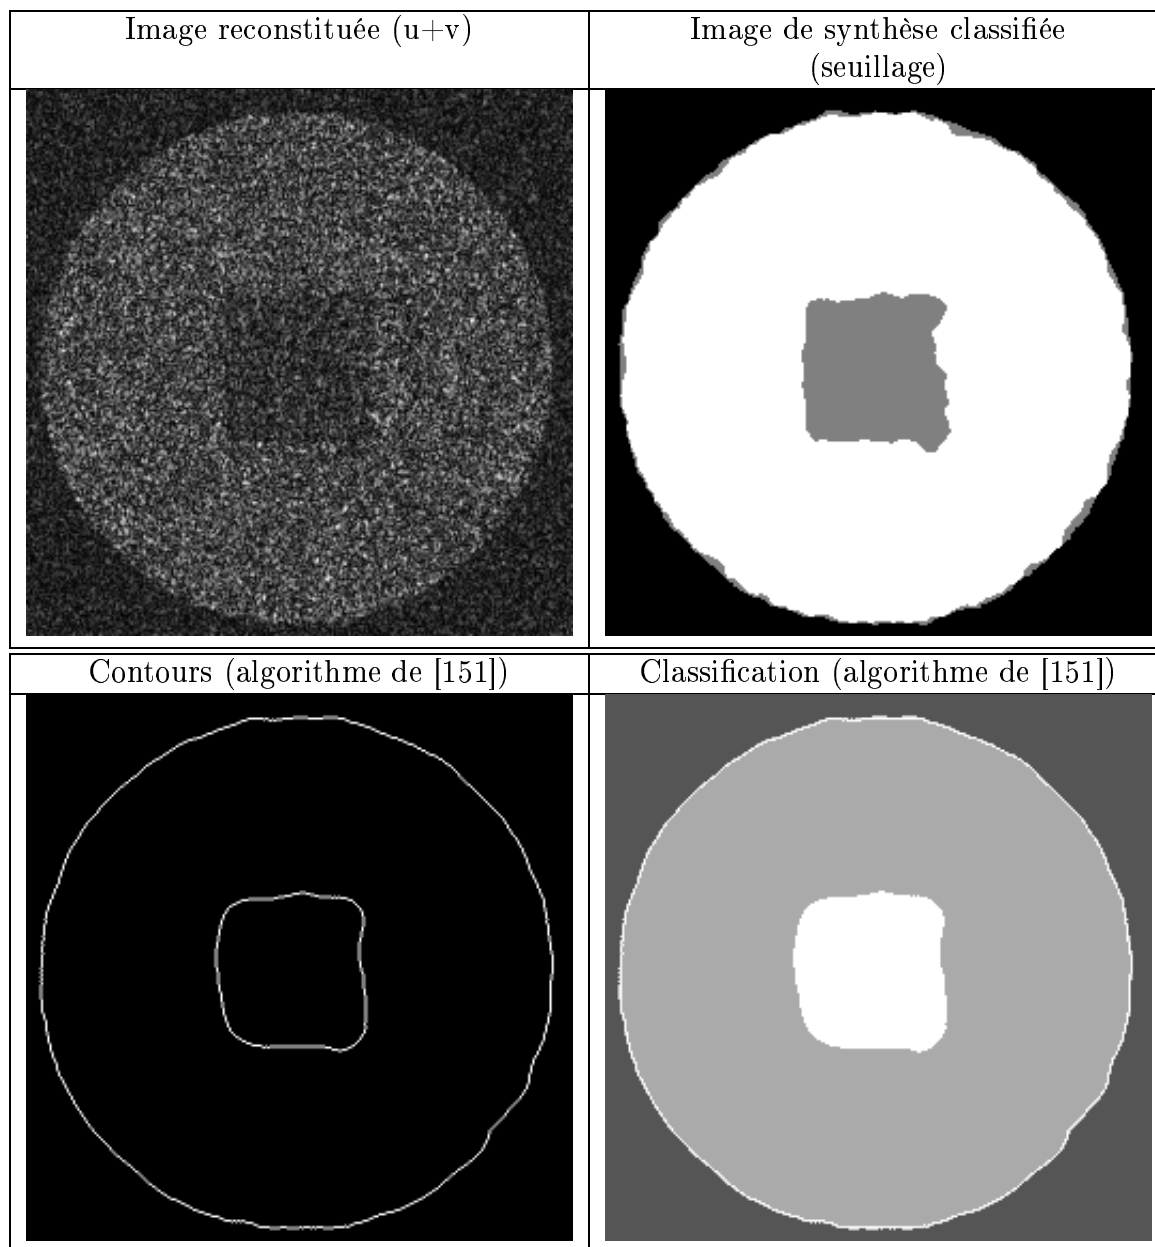 Image reconstituée (u+v)
Image de synthèse classifiée
(seuillage)
Contours (algorithme de [151])
Classification (algorithme de [151])